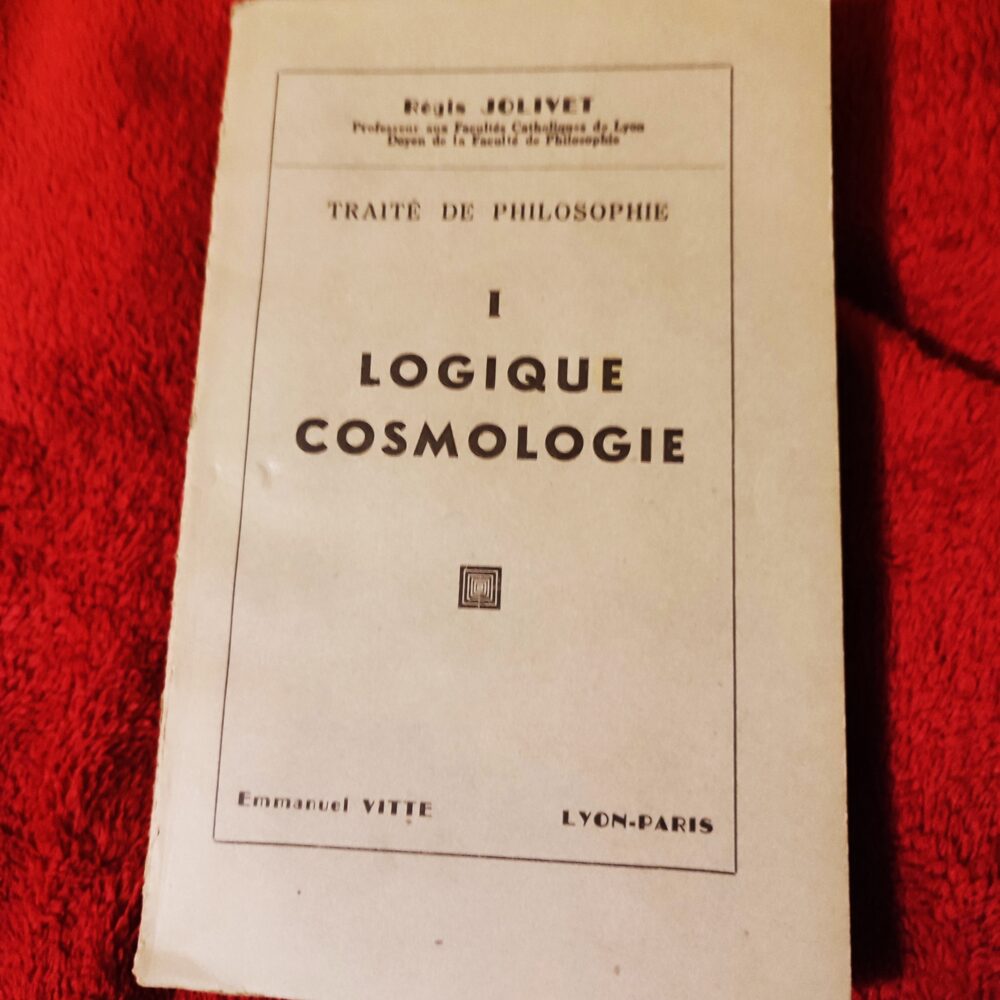 Régis JOLIVET
Professeur aux Facultés Catholiques de Lyon
Doyen de la Faculté de Philosophie
TRAITÉ DE PHILOSOPHIE
I
LOGIQUE
COSMOLOGIE
Emmanuel VITTE
LYON-PARIS